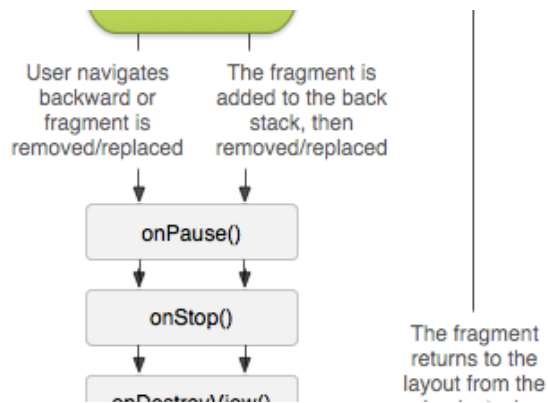 User navigates
backward or
fragment is
removed/replaced
The fragment is
added to the back
stack, then
removed/replaced
onPause()
onStop()
The fragment
returns to the
layout from the
onDestroyView()